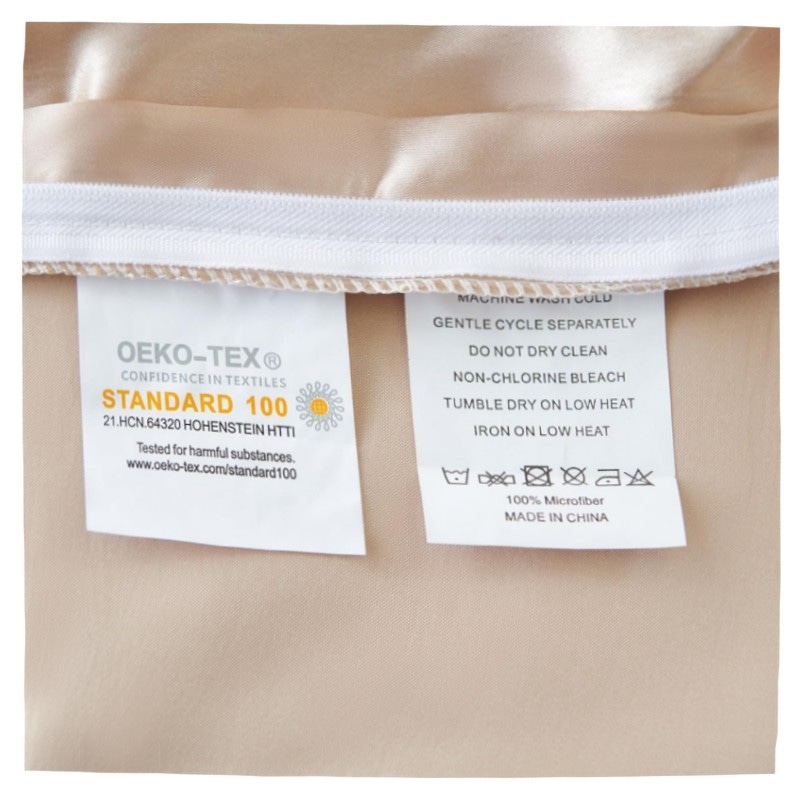 OEKO-TEX®
CONFIDENCE IN TEXTILES
STANDARD 100
21.HCN.64320 HOHENSTEIN HTTI
Tested for harmful substances.
www.oeko-tex.com/standard100
MACHINE WASH COLD
GENTLE CYCLE SEPARATELY
DO NOT DRY CLEAN
NON-CHLORINE BLEACH
TUMBLE DRY ON LOW HEAT
IRON ON LOW HEAT
100% Microfiber
MADE IN CHINA